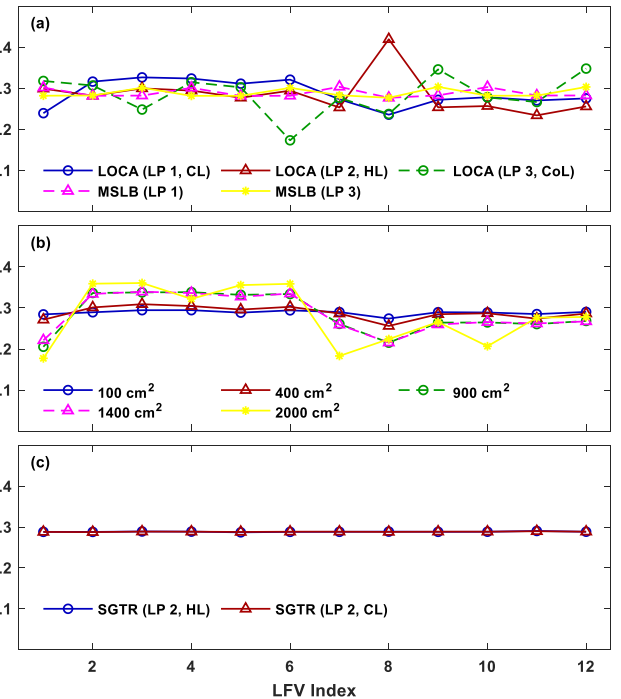 (a)
.4
.3
.2
.1
LOCA (LP 1, CL) LOCA (LP 2, HL) LOCA (LP 3, CoL)
MSLB (LP 1) MSLB (LP 3)
(b)
.4
.3
.2
.1
100 cm² 400 cm² 900 cm²
1400 cm² 2000 cm²
(c)
.4
.3
.2
.1
SGTR (LP 2, HL) SGTR (LP 2, CL)
2 4 6 8 10 12
LFV Index